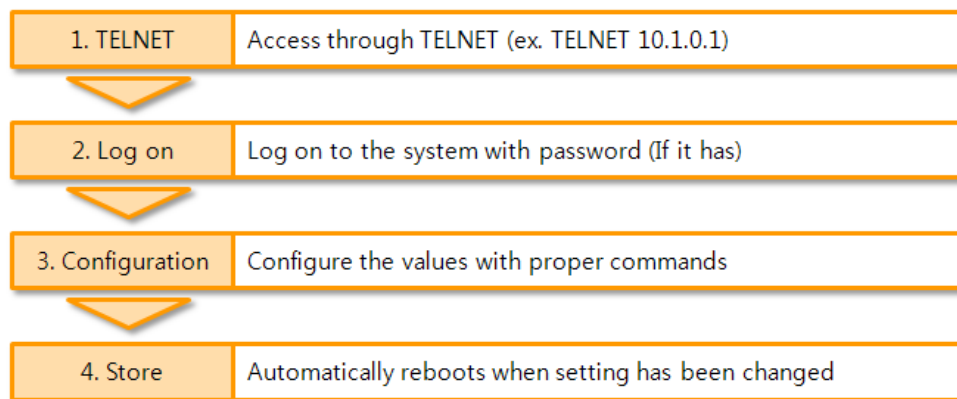 1. TELNET Access through TELNET (ex. TELNET 10.1.0.1)
2. Log on Log on to the system with password (If it has)
3. Configuration Configure the values with proper commands
4. Store Automatically reboots when setting has been changed